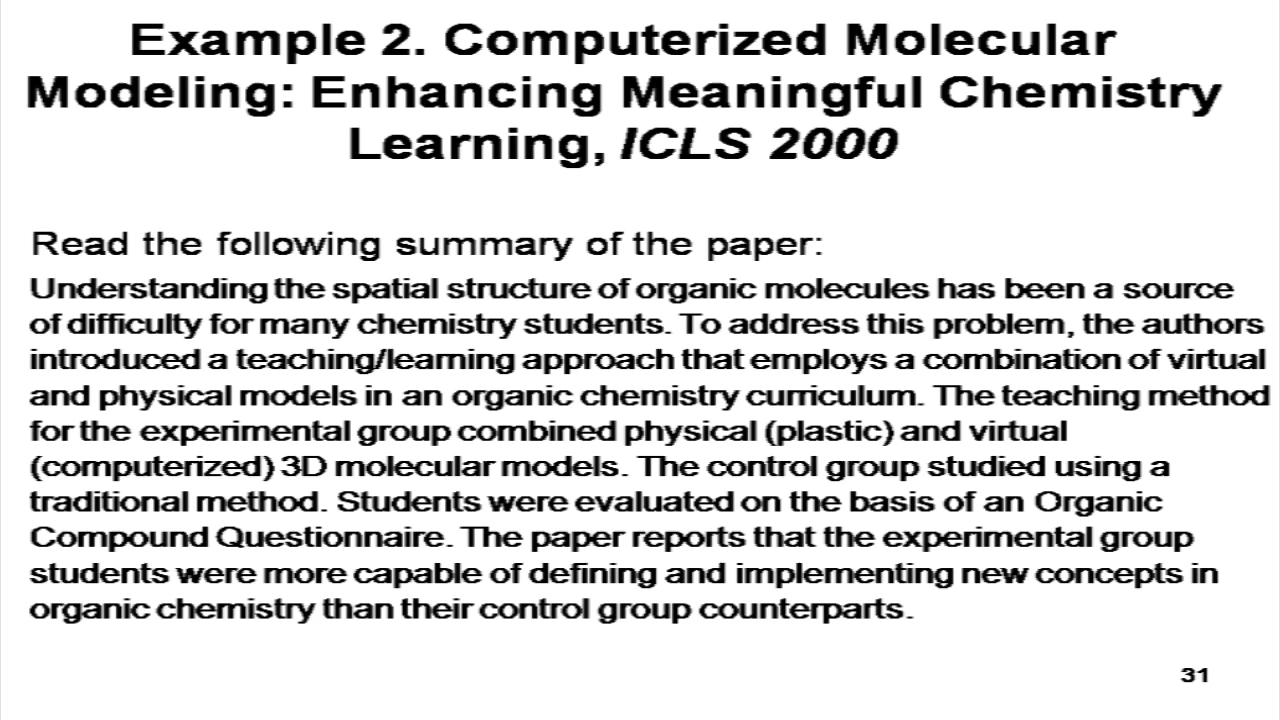 Example 2. Computerized Molecular
Modeling: Enhancing Meaningful Chemistry
Learning, ICLS 2000
Read the following summary of the paper:
Understanding the spatial structure of organic molecules has been a source
of difficulty for many chemistry students. To address this problem, the authors
introduced a teaching/learning approach that employs a combination of virtual
and physical models in an organic chemistry curriculum. The teaching method
for the experimental group combined physical (plastic) and virtual
(computerized) 3D molecular models. The control group studied using a
traditional method. Students were evaluated on the basis of an Organic
Compound Questionnaire. The paper reports that the experimental group
students were more capable of defining and implementing new concepts in
organic chemistry than their control group counterparts.
31